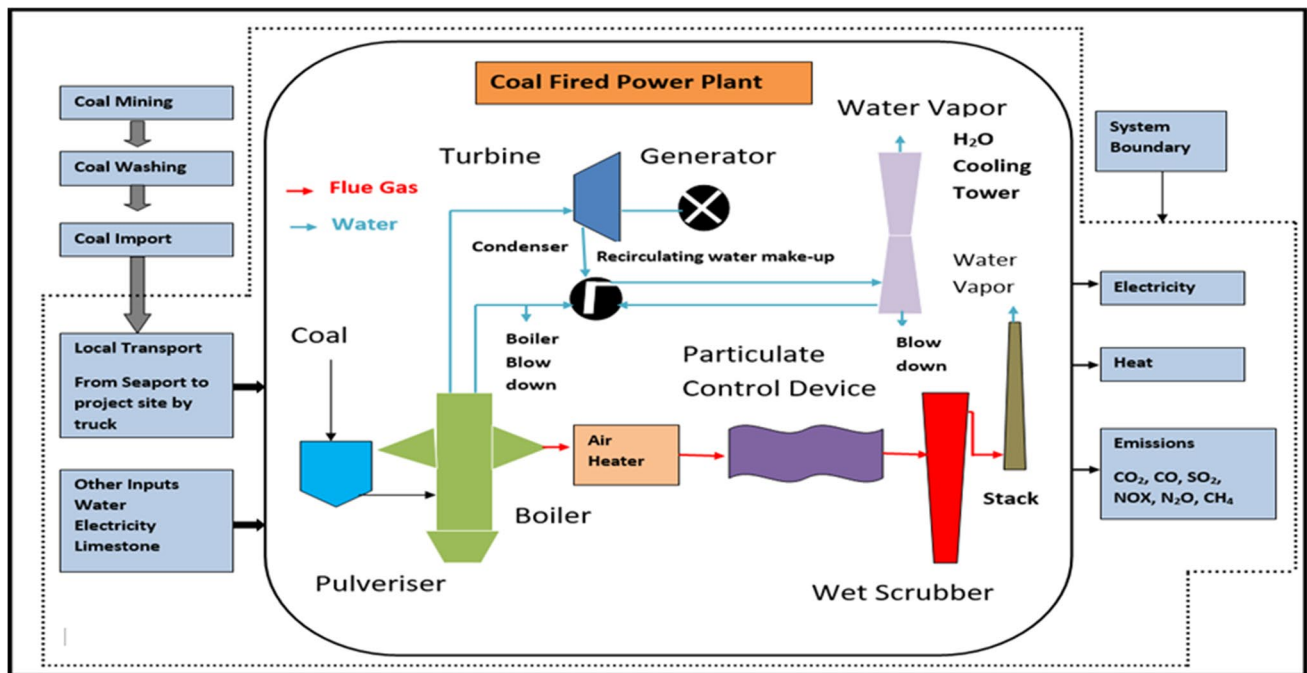 Coal Fired Power Plant
Coal Mining
Coal Washing
Coal Import
Local Transport
From Seaport to
project site by
truck
Other Inputs
Water
Electricity
Limestone
Flue Gas
Water
Turbine
Generator
Water Vapor
H₂O
Cooling
Tower
Condenser
Recirculating water make-up
Water
Vapor
Coal
Boiler
Blow
down
Particulate
Control Device
Blow
down
Air
Heater
Boiler
Stack
Pulveriser
Wet Scrubber
System
Boundary
Electricity
Heat
Emissions
CO₂, CO, SO₂,
NOX, N₂O, CH₄